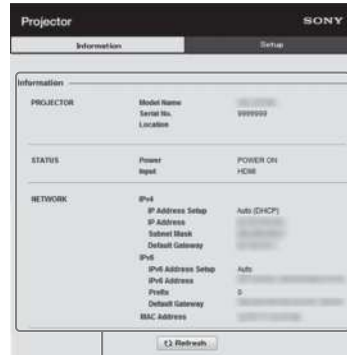 Projector SONY
Information Setup
Information
PROJECTOR Model Name
Serial No. 9999999
Location
STATUS Power POWER ON
Input HDMI
NETWORK IPv4
IP Address Setup Auto (DHCP)
IP Address
Subnet Mask
Default Gateway
IPv6
IPv6 Address Setup Auto
IPv6 Address
Prefix 0
Default Gateway
MAC Address
Refresh